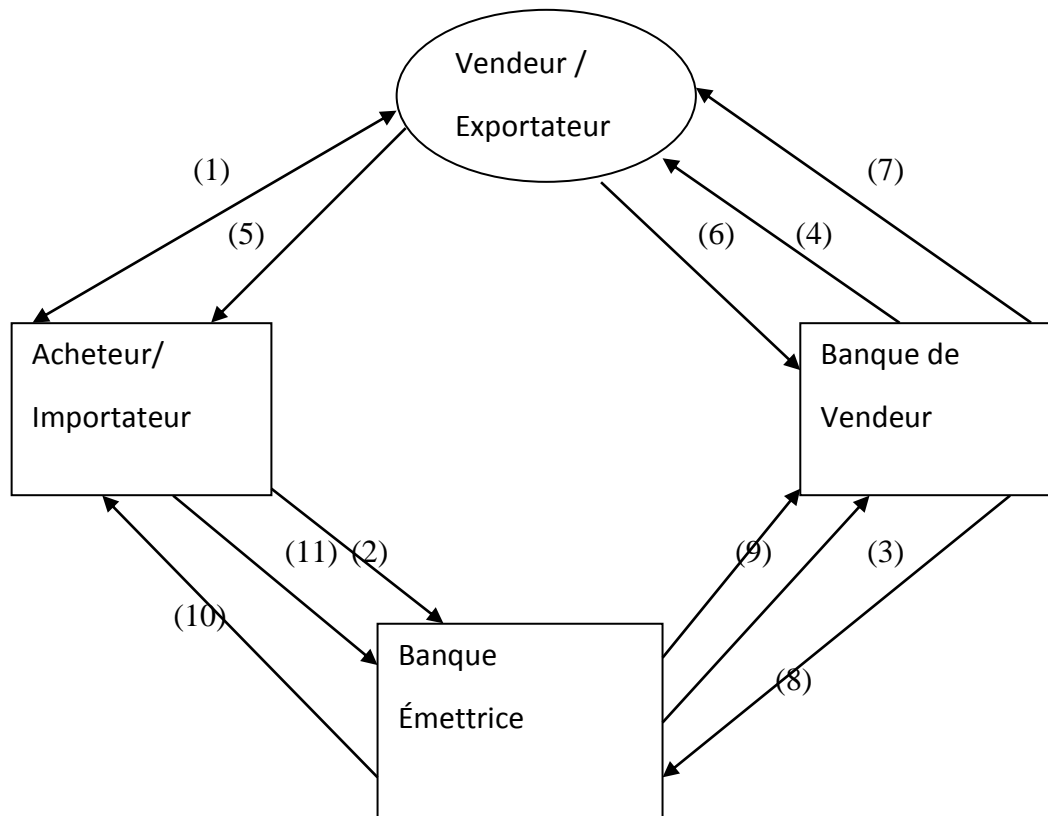 Vendeur /
Exportateur
(1)
(7)
(5)
(6)
(4)
Acheteur/
Importateur
Banque de
Vendeur
(11)
(2)
(9)
(3)
(10)
Banque
Émettrice
(8)